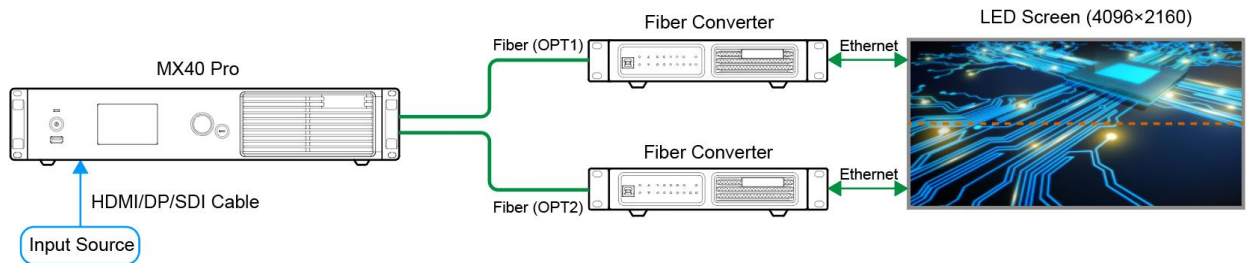 Fiber Converter
LED Screen (4096×2160)
Fiber (OPT1)
Ethernet
MX40 Pro
Fiber Converter
Ethernet
HDMI/DP/SDI Cable
Fiber (OPT2)
Input Source